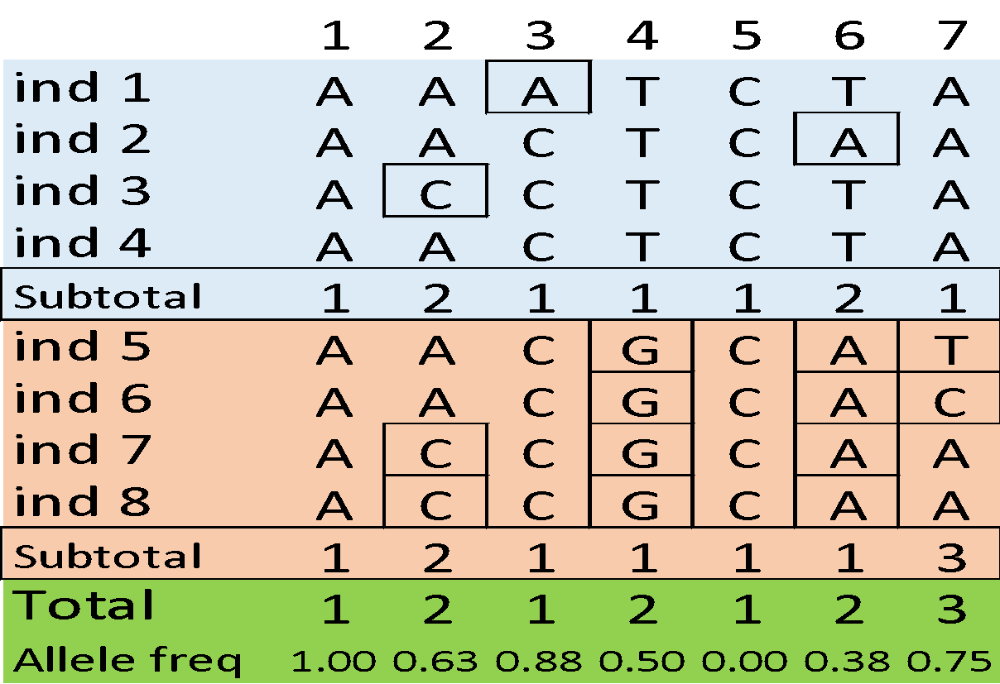 1 2 3 4 5 6 7
ind 1 A A A T C T A
ind 2 A A C T C A A
ind 3 A C C T C T A
ind 4 A A C T C T A
Subtotal 1 2 1 1 1 2 1
ind 5 A A C G C A T
ind 6 A A C G C A C
ind 7 A C C G C A A
ind 8 A C C G C A A
Subtotal 1 2 1 1 1 1 3
Total 1 2 1 2 1 2 3
Allele freq 1.00 0.63 0.88 0.50 0.00 0.38 0.75